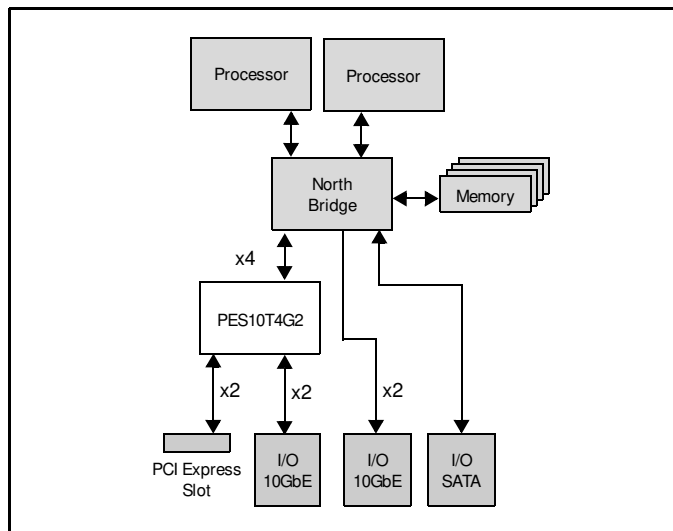 Processor
Processor
North
Bridge
Memory
x4
PES10T4G2
x2
x2
x2
PCI Express
Slot
I/O
10GbE
I/O
10GbE
I/O
SATA